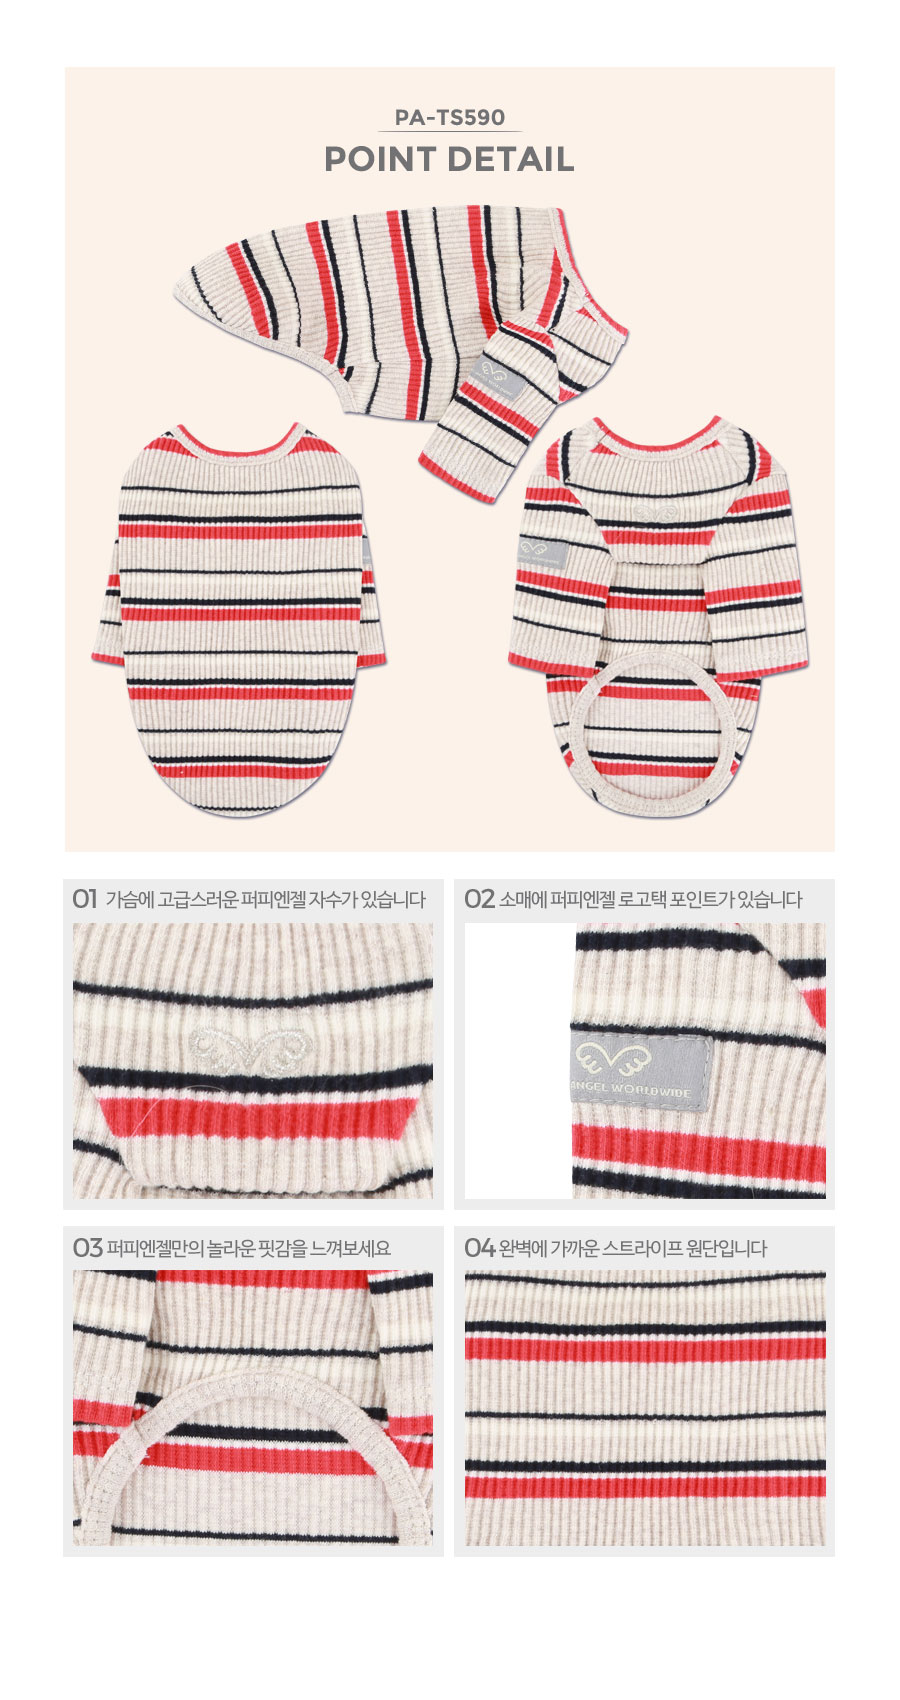 PA-TS590
POINT DETAIL
01 가슴에 고급스러운 퍼피엔젤 자수가 있습니다
02 소매에 퍼피엔젤 로고택 포인트가 있습니다
ANGEL WORLDWIDE
03 퍼피엔젤만의 놀라운 핏감을 느껴보세요
04 완벽에 가까운 스트라이프 원단입니다